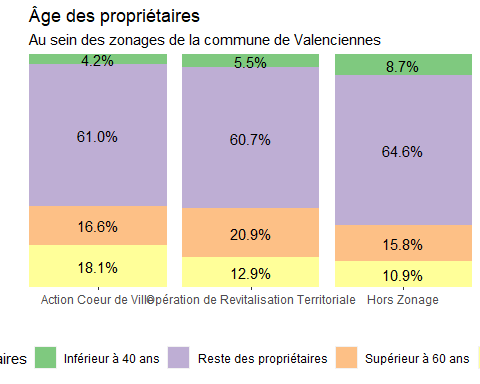 Âge des propriétaires
Au sein des zonages de la commune de Valenciennes
4.2% 5.5% 8.7%
61.0% 60.7% 64.6%
16.6% 20.9% 15.8%
18.1% 12.9% 10.9%
Action Coeur de Ville Opération de Revitalisation Territoriale Hors Zonage
aires Inférieur à 40 ans Reste des propriétaires Supérieur à 60 ans